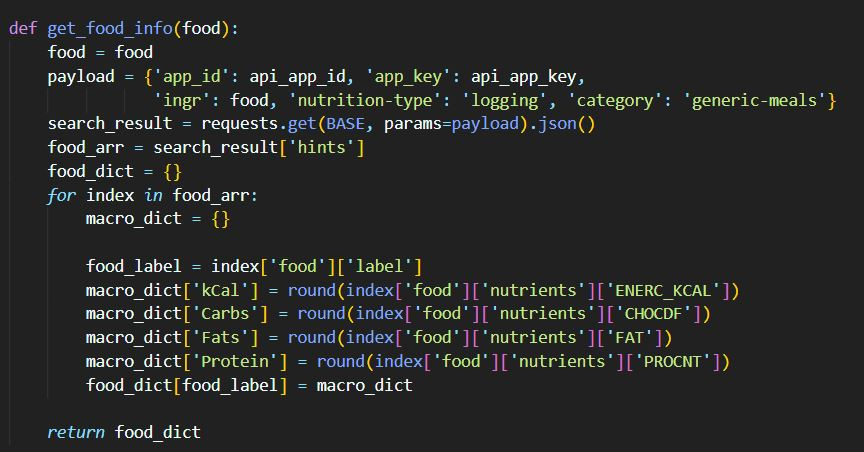 def get_food_info(food):
    food = food
    payload = {'app_id': api_app_id, 'app_key': api_app_key,
               'ingr': food, 'nutrition-type': 'logging', 'category': 'generic-meals'}
    search_result = requests.get(BASE, params=payload).json()
    food_arr = search_result['hints']
    food_dict = {}
    for index in food_arr:
        macro_dict = {}

        food_label = index['food']['label']
        macro_dict['kCal'] = round(index['food']['nutrients']['ENERC_KCAL'])
        macro_dict['Carbs'] = round(index['food']['nutrients']['CHOCDF'])
        macro_dict['Fats'] = round(index['food']['nutrients']['FAT'])
        macro_dict['Protein'] = round(index['food']['nutrients']['PROCNT'])
        food_dict[food_label] = macro_dict

    return food_dict